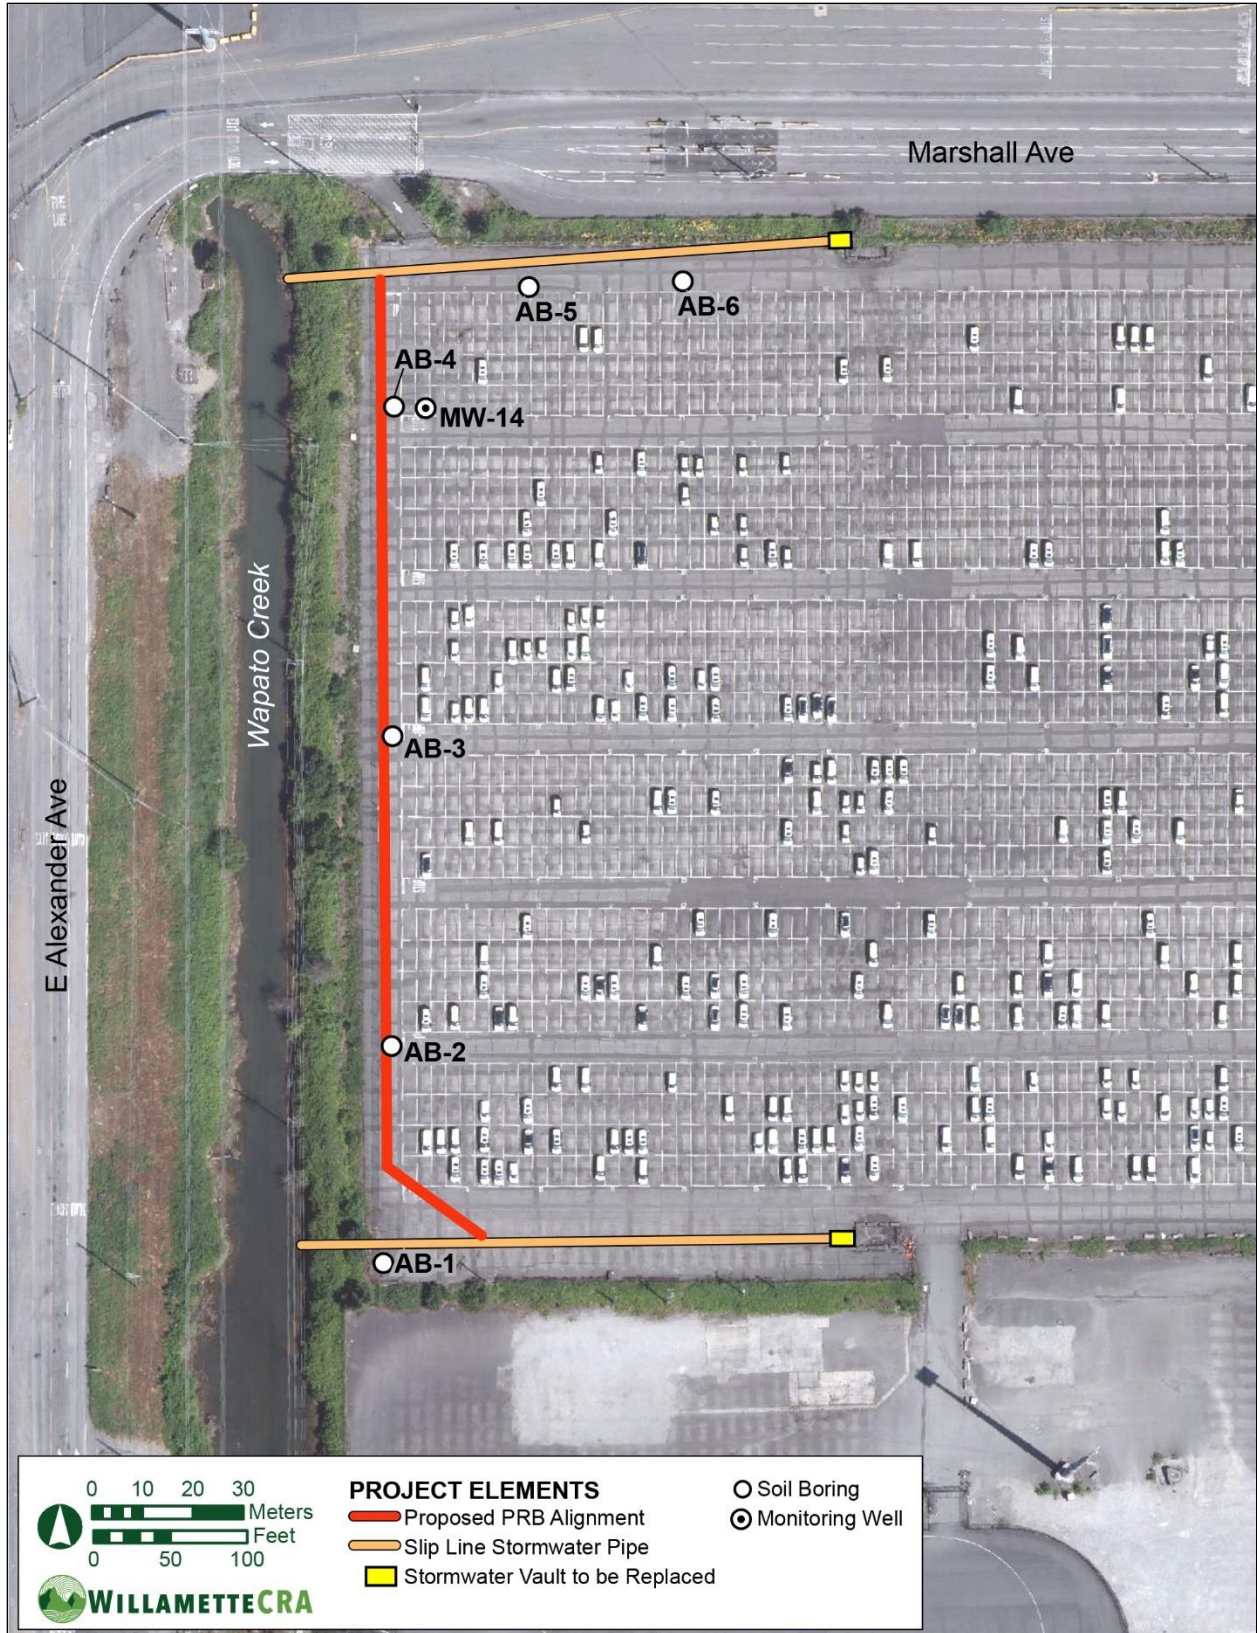 Marshall Ave
AB-5
AB-6
AB-4
MW-14
Wapato Creek
AB-3
E Alexander Ave
AB-2
AB-1
0 10 20 30
Meters
Feet
0 50 100
WILLAMETTECRA
PROJECT ELEMENTS
Proposed PRB Alignment
Slip Line Stormwater Pipe
Stormwater Vault to be Replaced
Soil Boring
Monitoring Well